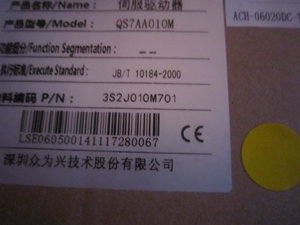 产品名称/Name: 伺服驱动器
产品型号/Model: QS7AA010M
功能细分/Function Segmentation: —
执行标准/Execute Standard: JB/T 10184-2000
物料编码 P/N: 3S2J010M701
LSE060500141117280067
深圳众为兴技术股份有限公司
ACH-06020DC